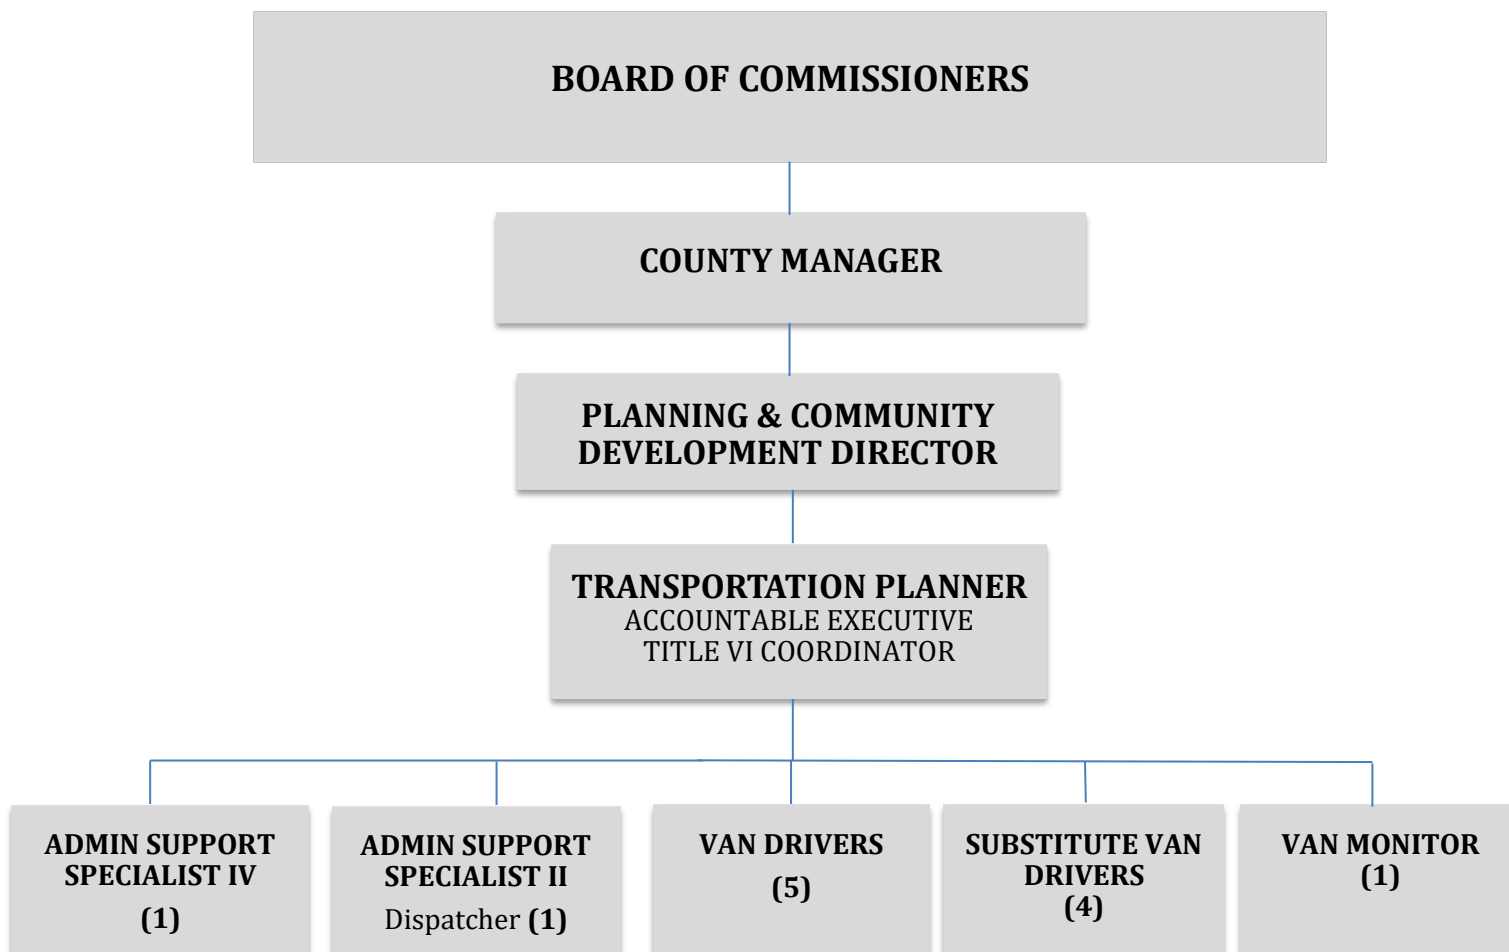 BOARD OF COMMISSIONERS
COUNTY MANAGER
PLANNING & COMMUNITY
DEVELOPMENT DIRECTOR
TRANSPORTATION PLANNER
ACCOUNTABLE EXECUTIVE
TITLE VI COORDINATOR
ADMIN SUPPORT
SPECIALIST IV
(1)
ADMIN SUPPORT
SPECIALIST II
Dispatcher (1)
VAN DRIVERS
(5)
SUBSTITUTE VAN
DRIVERS
(4)
VAN MONITOR
(1)